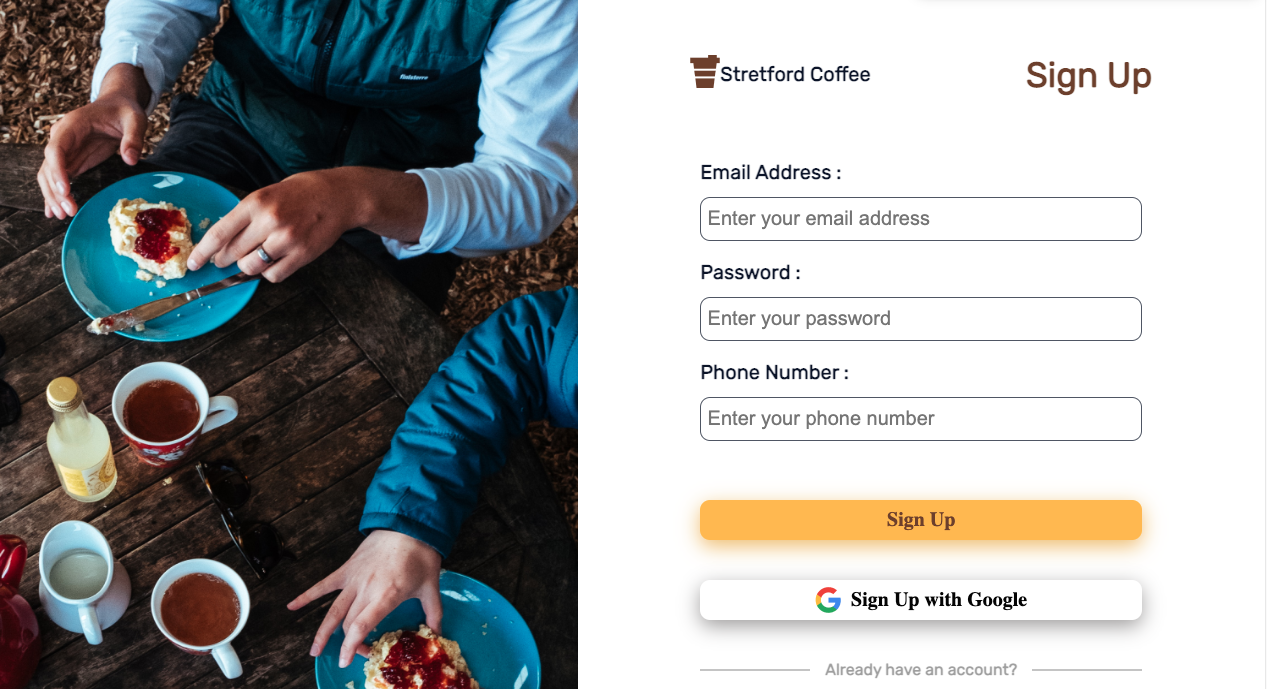 Stretford Coffee
Sign Up
Email Address :
Enter your email address
Password :
Enter your password
Phone Number :
Enter your phone number
Sign Up
Sign Up with Google
Already have an account?